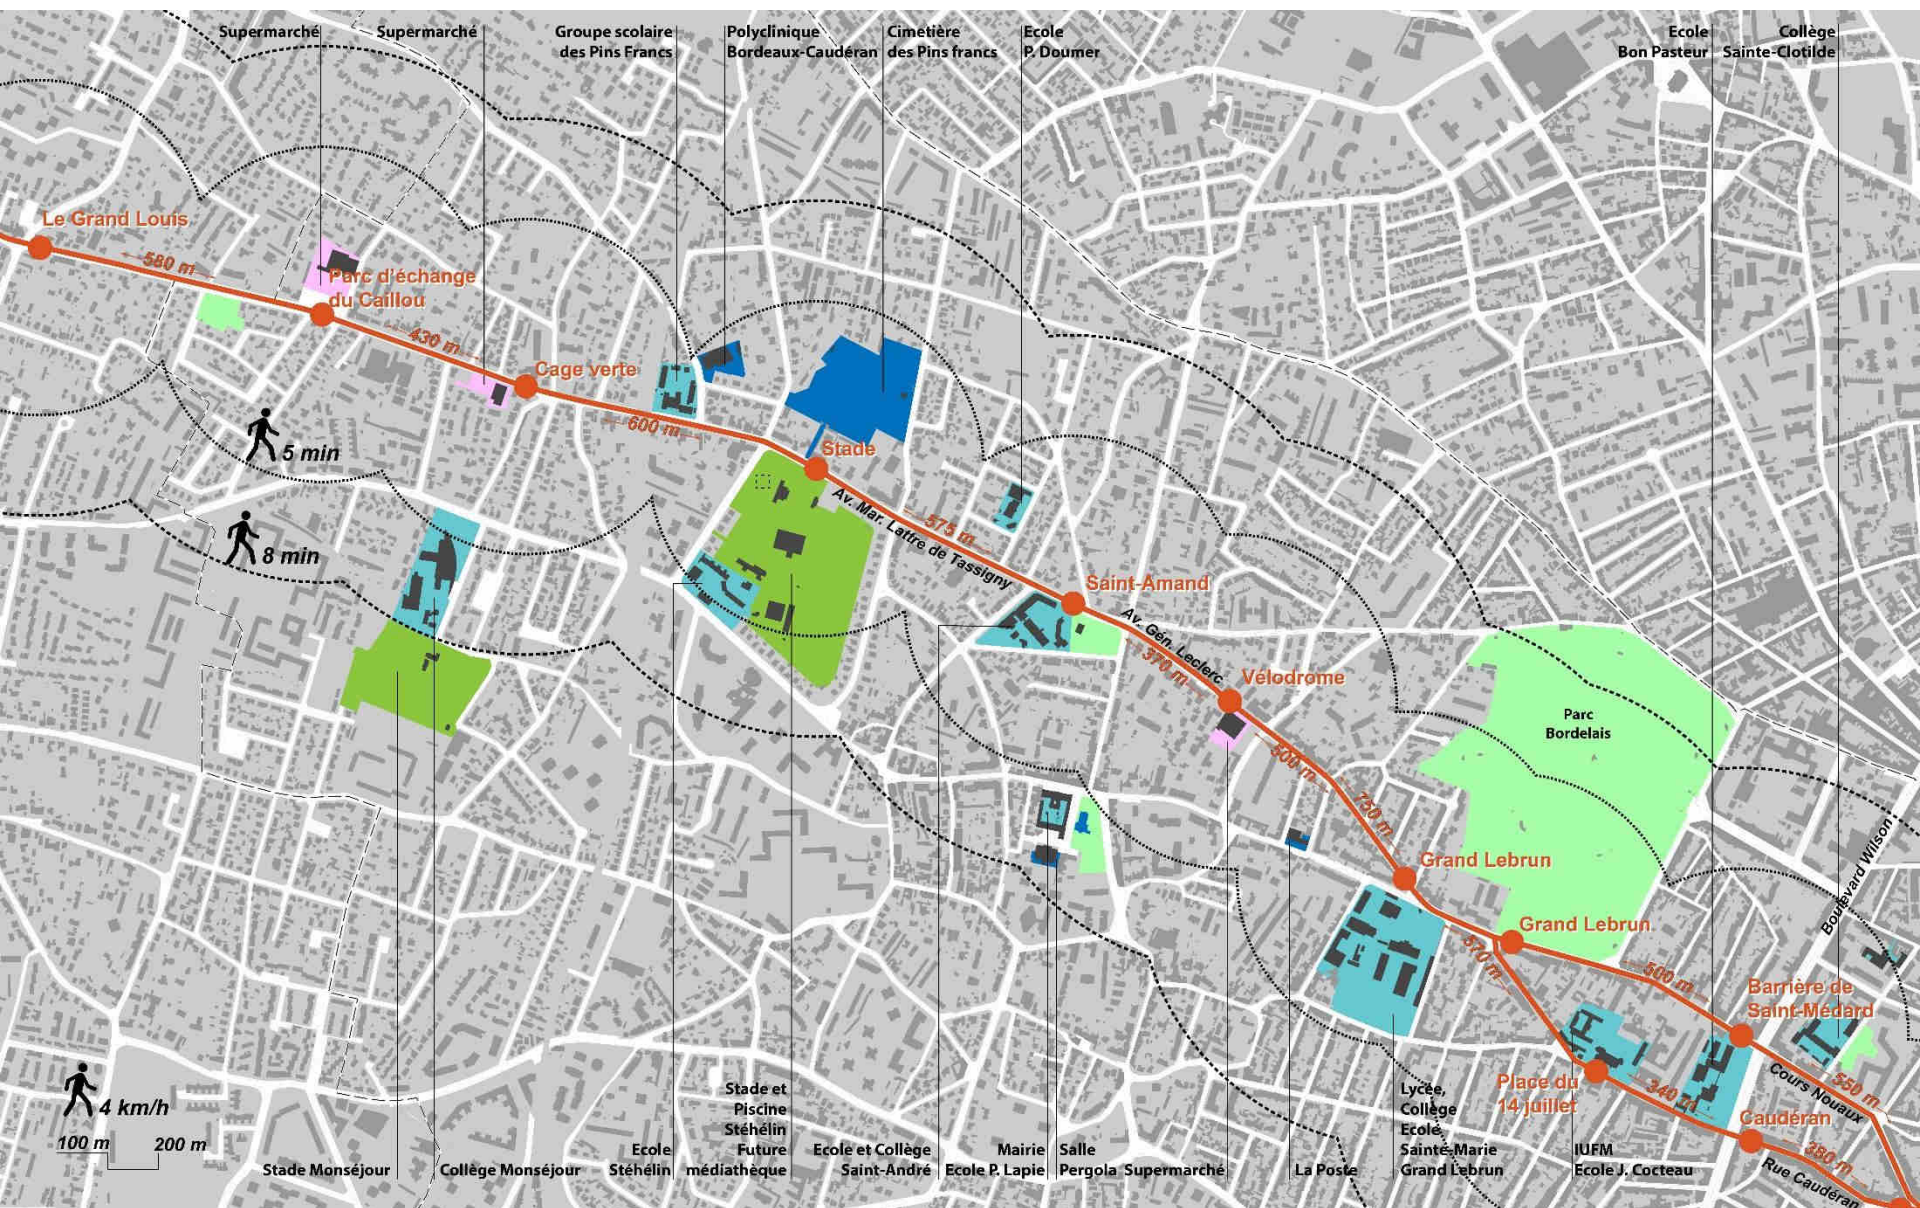 Supermarché
Supermarché
Groupe scolaire
des Pins Francs
Polyclinique
Bordeaux-Caudéran
Cimetière
des Pins francs
Ecole
P. Doumer
Ecole
Bon Pasteur
Collège
Sainte-Clotilde
Le Grand Louis
580 m
Parc d'échange
du Caillou
430 m
Cage verte
600 m
Stade
5 min
8 min
Av. Mar. Lattre de Tassigny
575 m
Saint-Amand
Av. Gén. Leclerc
370 m
Vélodrome
500 m
750 m
Parc
Bordelais
Grand Lebrun
Grand Lebrun
570 m
500 m
Boulevard Wilson
Barrière de
Saint-Médard
Place du
14 juillet
340 m
Caudéran
Cours Nouaux
550 m
380 m
Rue Caudéran
4 km/h
100 m
200 m
Stade Monséjour
Collège Monséjour
Ecole
Stéhélin
Stade et
Piscine
Stéhélin
Future
médiathèque
Ecole et Collège
Saint-André
Mairie
Ecole P. Lapie
Salle
Pergola
Supermarché
La Poste
Lycée,
Collège
Ecole
Sainte-Marie
Grand Lebrun
IUFM
Ecole J. Cocteau